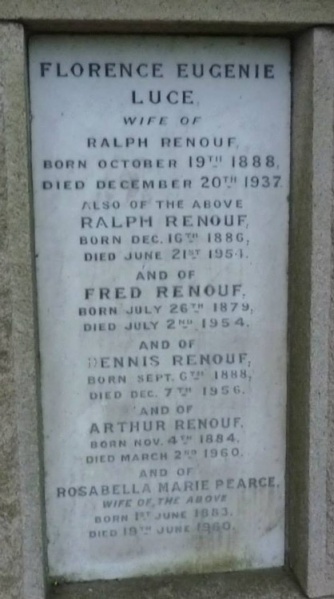 FLORENCE EUGENIE
LUCE,
WIFE OF
RALPH RENOUF,
BORN OCTOBER 19TH 1888,
DIED DECEMBER 20TH 1937.
ALSO OF THE ABOVE
RALPH RENOUF,
BORN DEC. 16TH 1886,
DIED JUNE 21ST 1951.
AND OF
FRED RENOUF,
BORN JULY 26TH 1879,
DIED JULY 2ND 1954.
AND OF
DENNIS RENOUF,
BORN SEPT. 6TH 1888,
DIED DEC. 7TH 1956.
AND OF
ARTHUR RENOUF.
BORN NOV. 4TH 1884.
DIED MARCH 2ND 1960.
AND OF
ROSABELLA MARIE PEARCE.
WIFE OF THE ABOVE
BORN 1ST JUNE 1883.
DIED 19TH JUNE 1960.